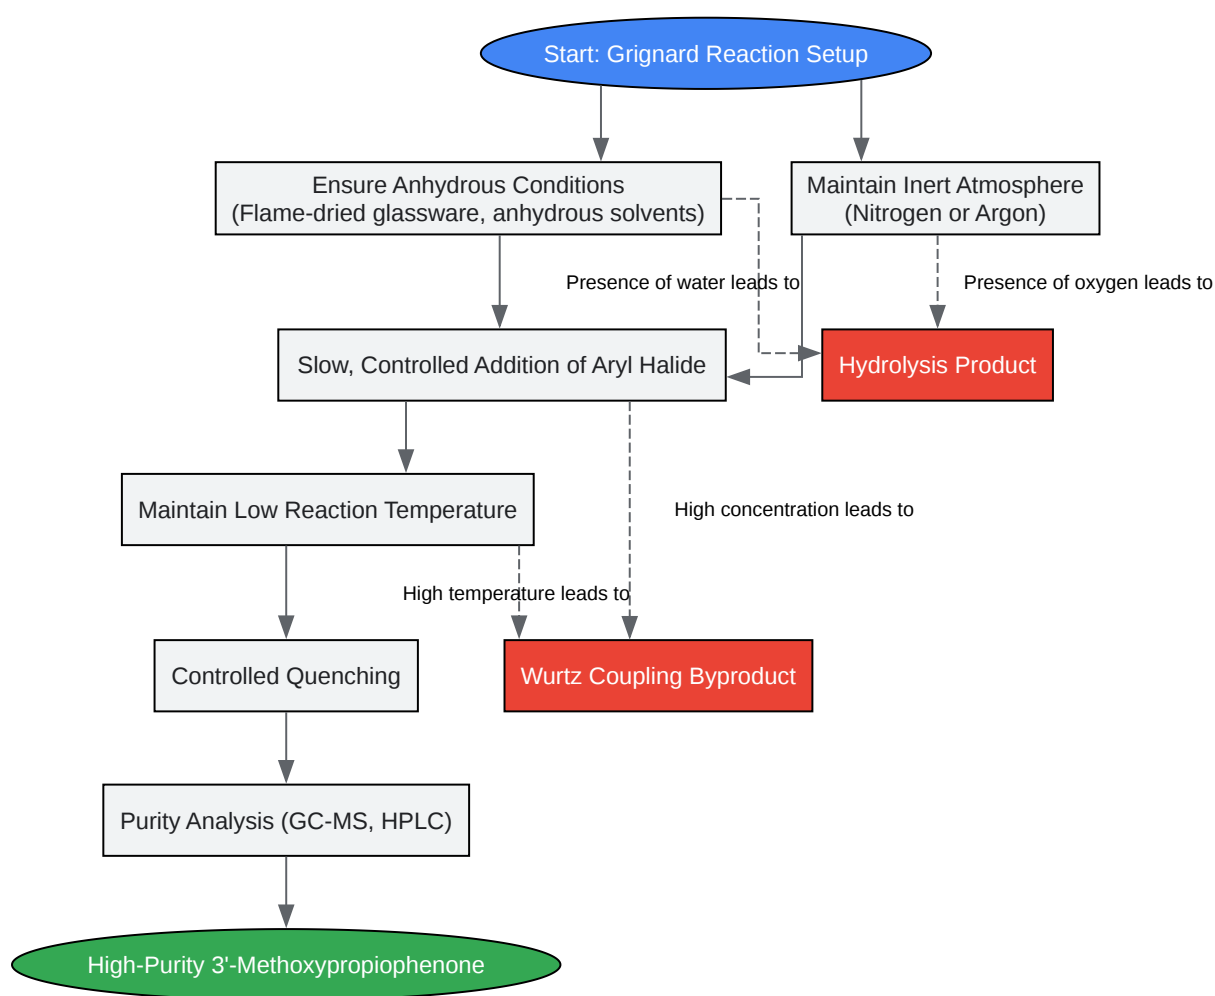 Start: Grignard Reaction Setup
Ensure Anhydrous Conditions
(Flame-dried glassware, anhydrous solvents)
Maintain Inert Atmosphere
(Nitrogen or Argon)
Presence of water leads to
Presence of oxygen leads to
Slow, Controlled Addition of Aryl Halide
Hydrolysis Product
Maintain Low Reaction Temperature
High concentration leads to
High temperature leads to
Controlled Quenching
Wurtz Coupling Byproduct
Purity Analysis (GC-MS, HPLC)
High-Purity 3'-Methoxypropiophenone